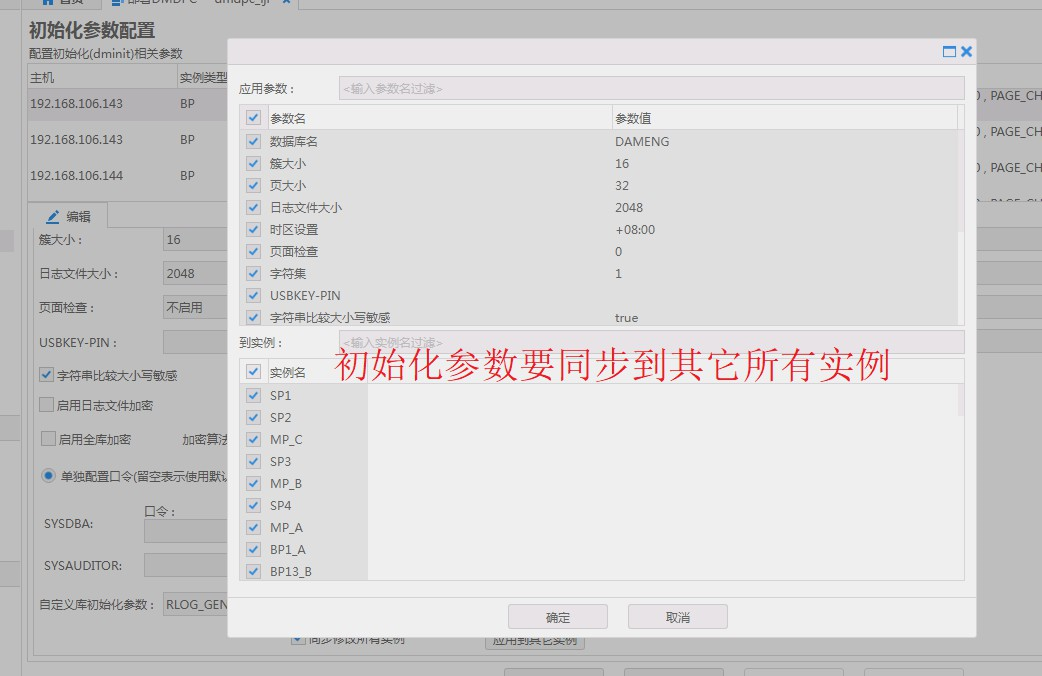 首页 部署DMDPC - dmdpc_ljf
初始化参数配置
配置初始化(dminit)相关参数
主机 实例类型
192.168.106.143 BP
192.168.106.143 BP
192.168.106.144 BP
编辑
簇大小： 16
日志文件大小： 2048
页面检查： 不启用
USBKEY-PIN：
字符串比较大小写敏感
启用日志文件加密
启用全库加密 加密算法
单独配置口令(留空表示使用默认
口令：
SYSDBA:
SYSAUDITOR:
自定义库初始化参数： RLOG_GEN
同步修改所有实例 应用到其它实例
应用参数： <输入参数名过滤>
参数名 参数值
数据库名 DAMENG
簇大小 16
页大小 32
日志文件大小 2048
时区设置 +08:00
页面检查 0
字符集 1
USBKEY-PIN
字符串比较大小写敏感 true
到实例： <输入实例名过滤>
初始化参数要同步到其它所有实例
实例名
SP1
SP2
MP_C
SP3
MP_B
SP4
MP_A
BP1_A
BP13_B
确定 取消
0 , PAGE_CH
0 , PAGE_CH
0 , PAGE_CH